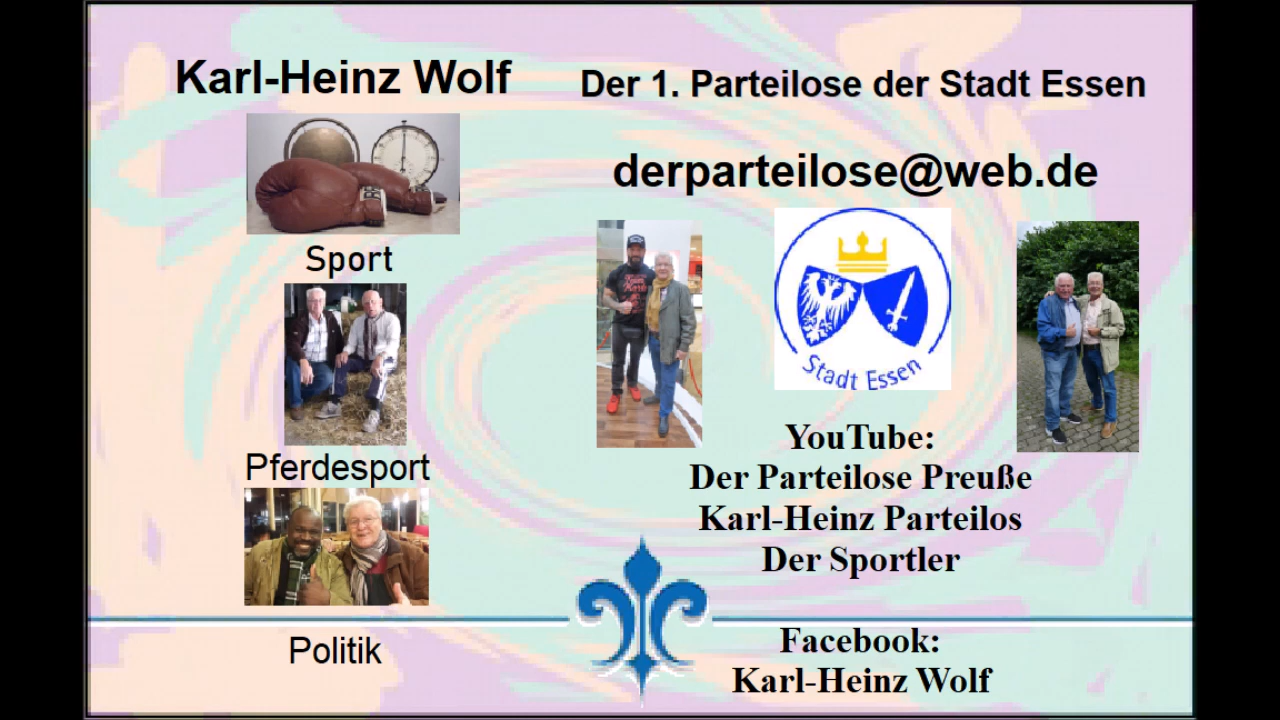 Karl-Heinz Wolf
Der 1. Parteilose der Stadt Essen
derparteilose@web.de
Sport
Pferdesport
Politik
Stadt Essen
YouTube:
Der Parteilose Preuße
Karl-Heinz Parteilos
Der Sportler
Facebook:
Karl-Heinz Wolf